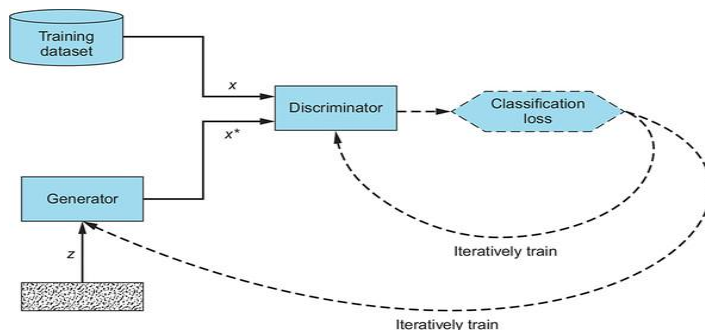 Training
dataset
x
Discriminator
Classification
loss
x*
Generator
z
Iteratively train
Iteratively train